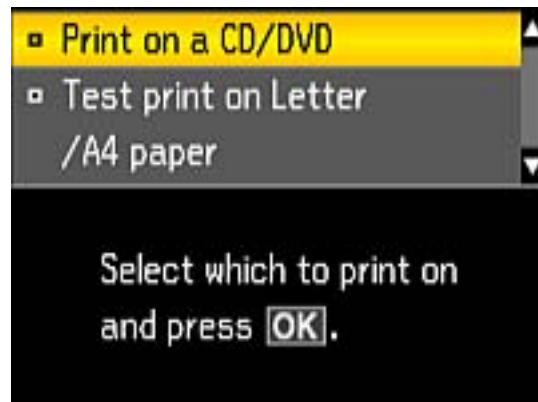 Print on a CD/DVD
Test print on Letter
/A4 paper
Select which to print on
and press OK.